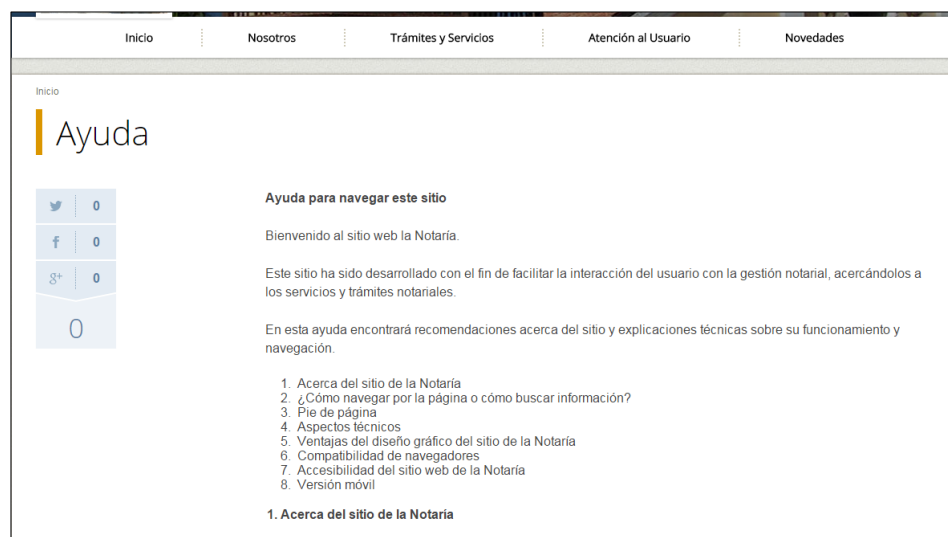 Inicio
Nosotros
Trámites y Servicios
Atención al Usuario
Novedades
Inicio
Ayuda
0
0
g+ 0
0
Ayuda para navegar este sitio
Bienvenido al sitio web la Notaría.
Este sitio ha sido desarrollado con el fin de facilitar la interacción del usuario con la gestión notarial, acercándolos a
los servicios y trámites notariales.
En esta ayuda encontrará recomendaciones acerca del sitio y explicaciones técnicas sobre su funcionamiento y
navegación.
1. Acerca del sitio de la Notaría
2. ¿Cómo navegar por la página o cómo buscar información?
3. Pie de página
4. Aspectos técnicos
5. Ventajas del diseño gráfico del sitio de la Notaría
6. Compatibilidad de navegadores
7. Accesibilidad del sitio web de la Notaría
8. Versión móvil
1. Acerca del sitio de la Notaría